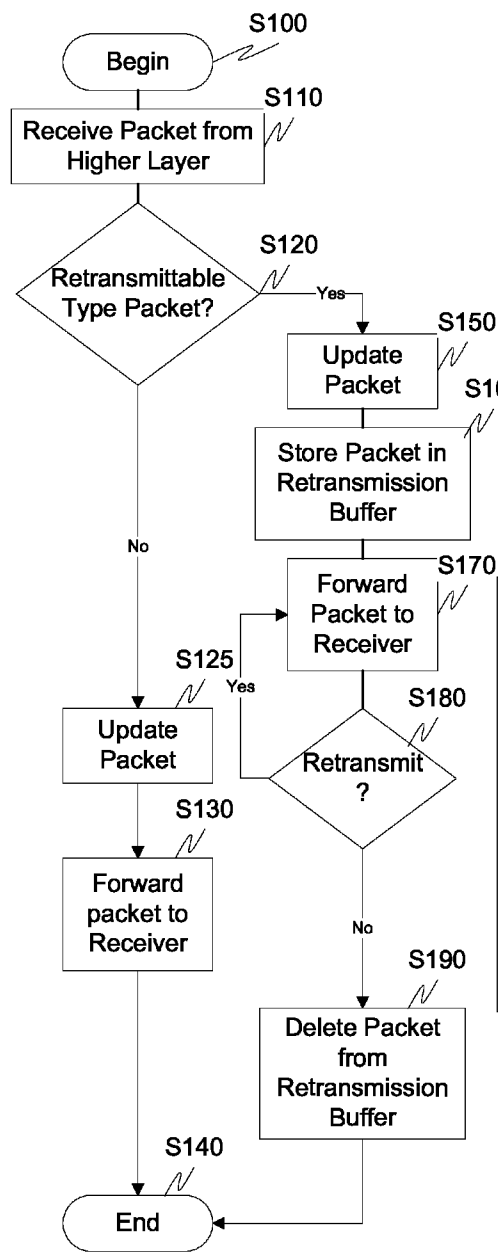 S100
Begin
S110
Receive Packet from
Higher Layer
S120
Retransmittable
Type Packet?
Yes
S150
Update
Packet
S16
Store Packet in
Retransmission
Buffer
No
S170
Forward
Packet to
Receiver
S125
Yes
Update
Packet
S180
Retransmit
?
S130
Forward
packet to
Receiver
No
S190
Delete Packet
from
Retransmission
Buffer
S140
End